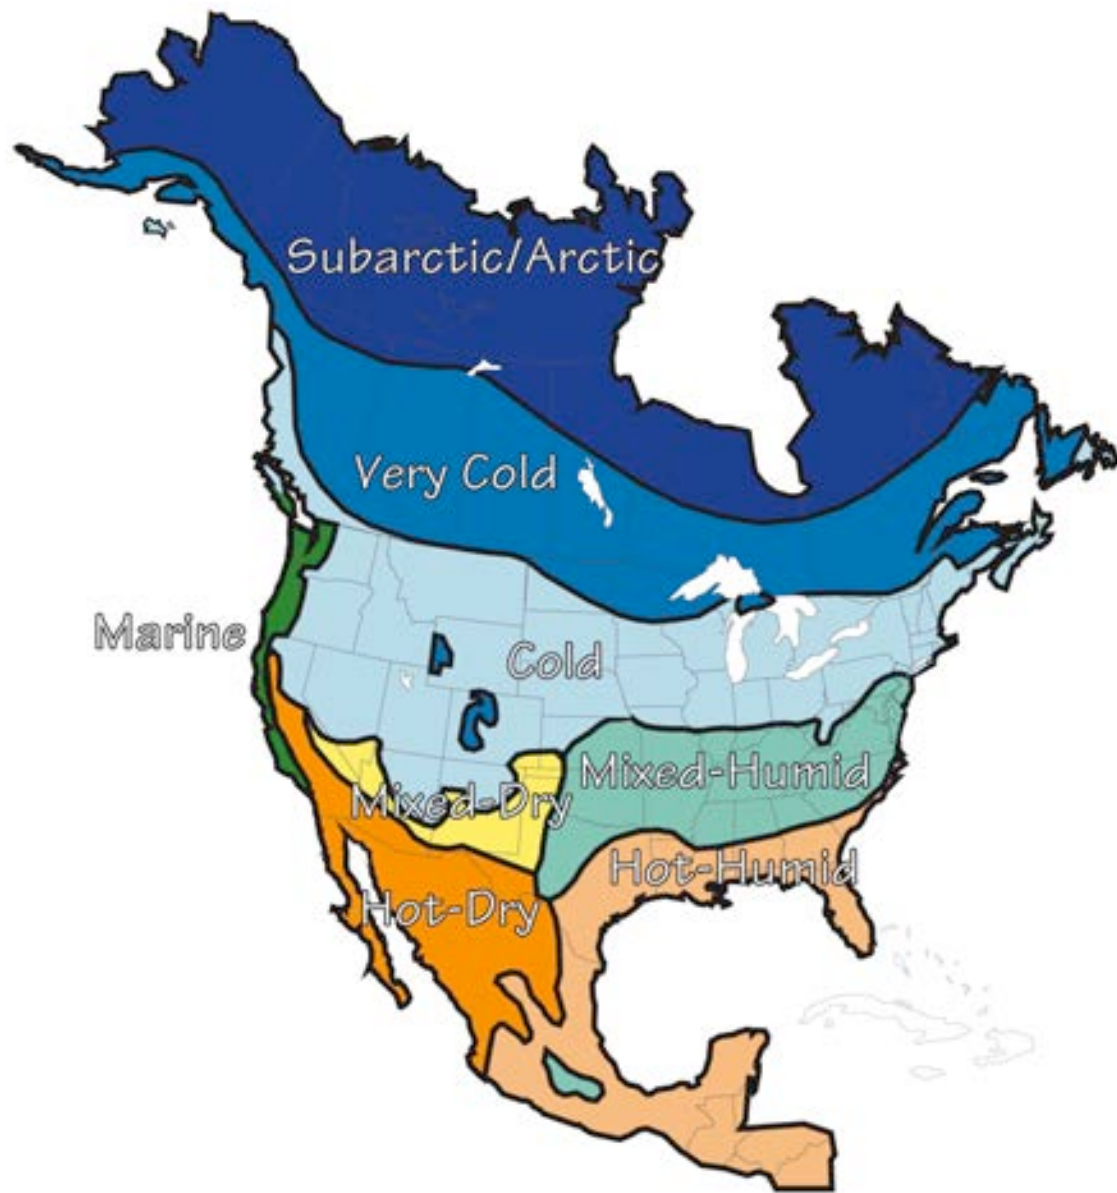 Subarctic/Arctic
Very Cold
Marine
Cold
Mixed-Humid
Mixed-Dry
Hot-Humid
Hot-Dry